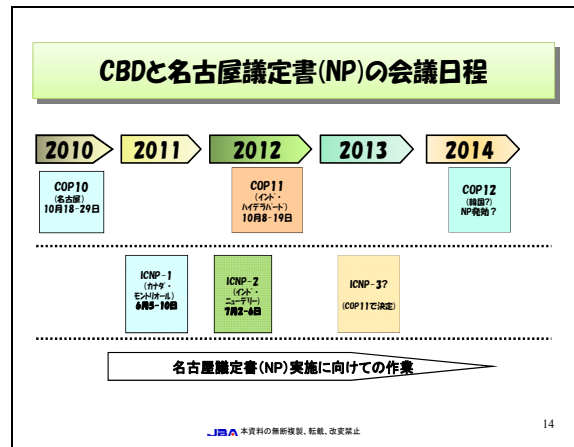 CBDと名古屋議定書(NP)の会議日程
2010
2011
2012
2013
2014
COP10
(名古屋)
10月18-29日
COP11
(インド・
ハイデラバード)
10月8-19日
COP12
(韓国?)
NP発効?
ICNP-1
(カナダ・
モントリオール)
6月5-10日
ICNP-2
(インド・
ニューデリー)
7月2-6日
ICNP-3?
(COP11で決定)
名古屋議定書(NP)実施に向けての作業
JBA 本資料の無断複製、転載、改変禁止
14